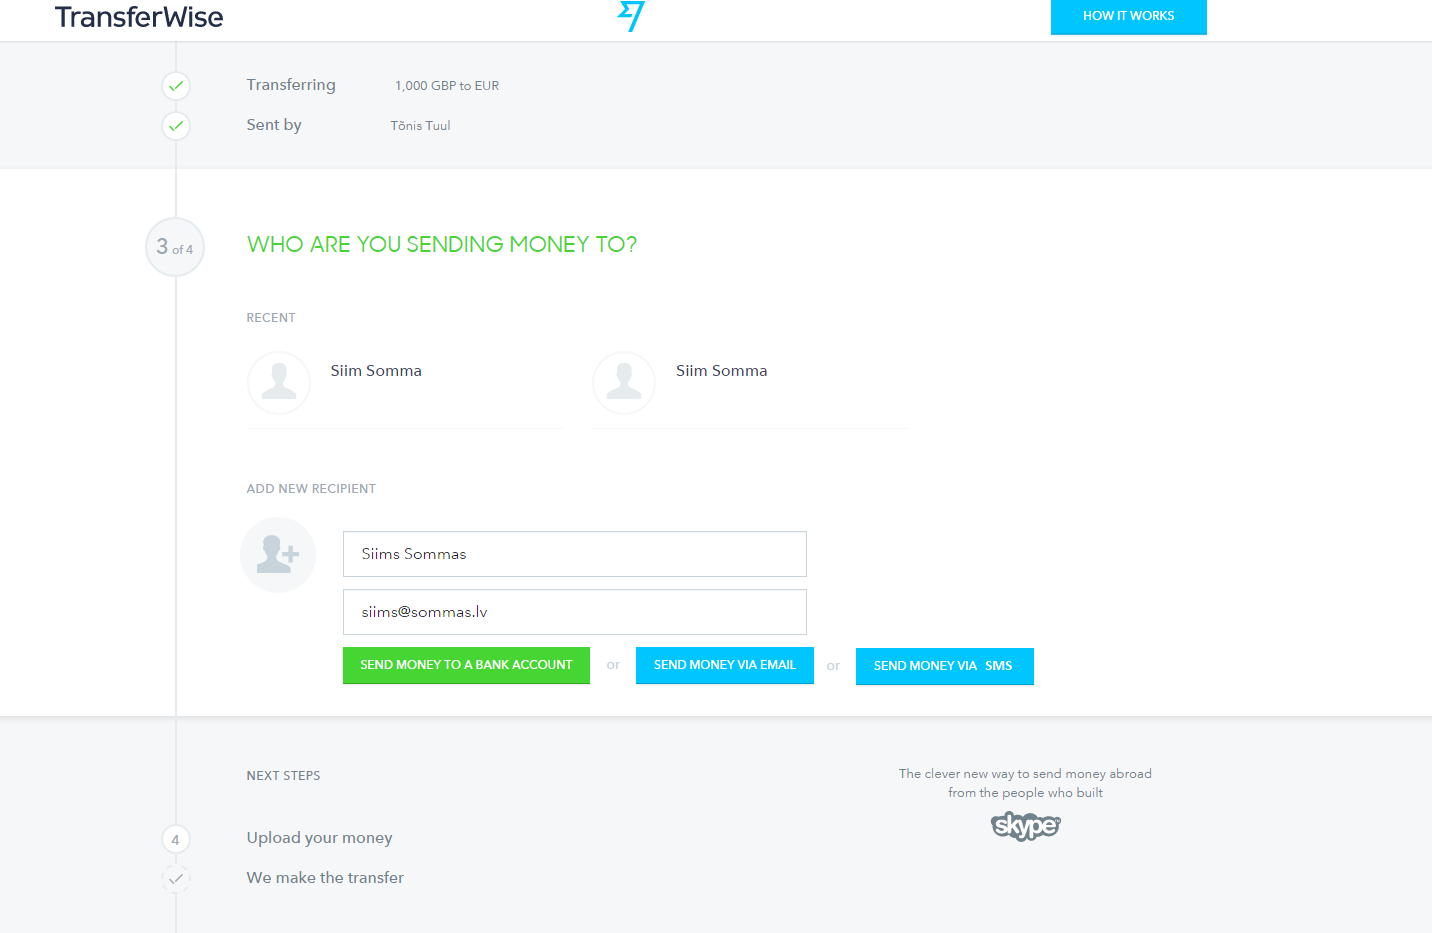 TransferWise
HOW IT WORKS
Transferring 1,000 GBP to EUR
Sent by Tõnis Tuul
3 of 4
WHO ARE YOU SENDING MONEY TO?
RECENT
Siim Somma Siim Somma
ADD NEW RECIPIENT
Siims Sommas
siims@sommas.lv
SEND MONEY TO A BANK ACCOUNT or SEND MONEY VIA EMAIL or SEND MONEY VIA SMS
NEXT STEPS
The clever new way to send money abroad
from the people who built
skype
4 Upload your money
We make the transfer